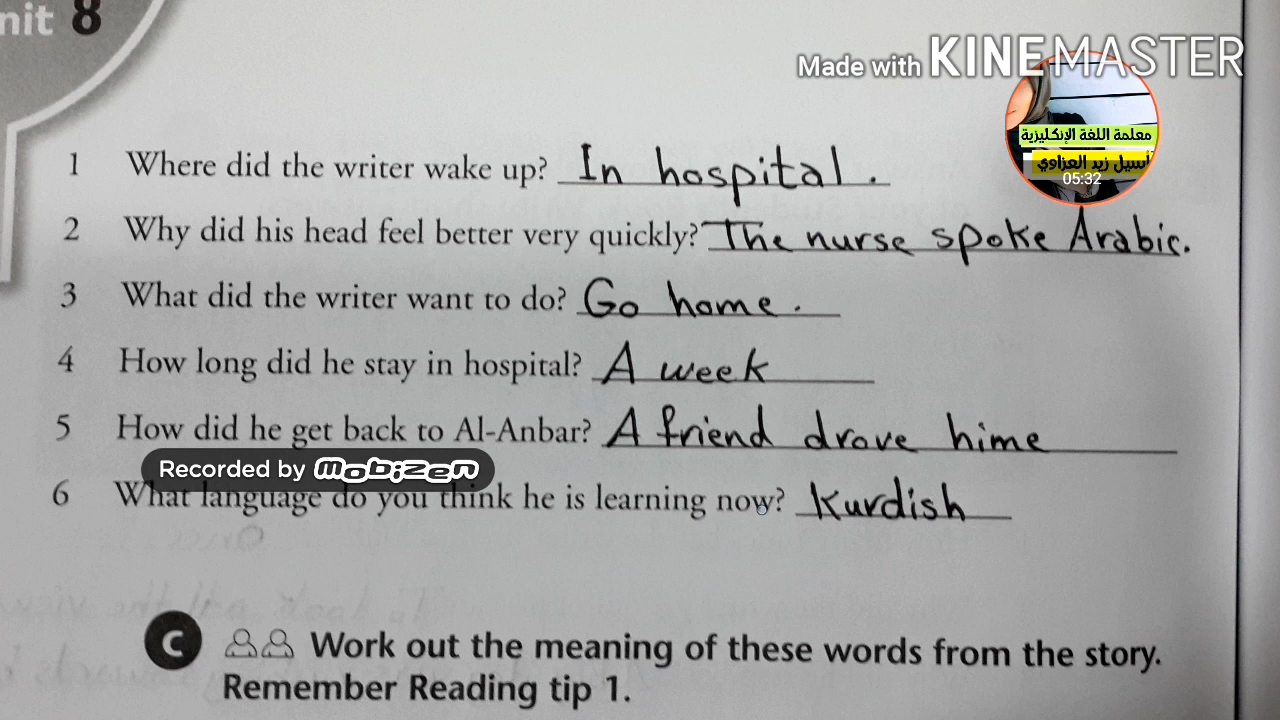 nit 8
Made with KINEMASTER
معلمة اللغة الإنكليزية
أسيل زيد العزاوي
05:32
1 Where did the writer wake up? In hospital.
2 Why did his head feel better very quickly? The nurse spoke Arabic.
3 What did the writer want to do? Go home.
4 How long did he stay in hospital? A week
5 How did he get back to Al-Anbar? A friend drove hime
Recorded by mobizen
6 What language do you think he is learning now? Kurdish
C Work out the meaning of these words from the story.
Remember Reading tip 1.